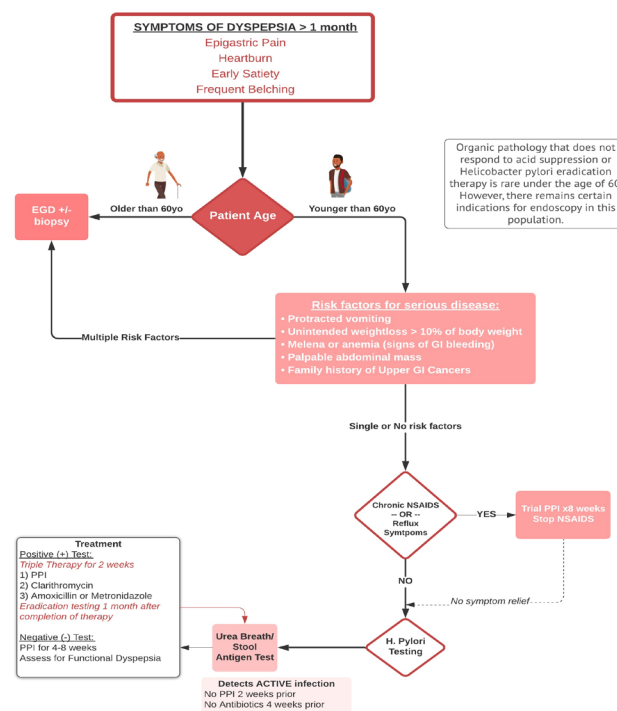 SYMPTOMS OF DYSPEPSIA > 1 month
Epigastric Pain
Heartburn
Early Satiety
Frequent Belching
Organic pathology that does not
respond to acid suppression or
Helicobacter pylori eradication
therapy is rare under the age of 60
However, there remains certain
indications for endoscopy in this
population.
EGD +/-
biopsy
Older than 60yo
Patient Age
Younger than 60yo
Risk factors for serious disease:
• Protracted vomiting
• Unintended weightloss > 10% of body weight
• Melena or anemia (signs of GI bleeding)
• Palpable abdominal mass
• Family history of Upper GI Cancers
Multiple Risk Factors
Single or No risk factors
Chronic NSAIDS
-- OR --
Reflux
Symtpoms
YES
Trial PPI x8 weeks
Stop NSAIDS
NO
No symptom relief
H. Pylori
Testing
Urea Breath/
Stool
Antigen Test
Detects ACTIVE infection
No PPI 2 weeks prior
No Antibiotics 4 weeks prior
Treatment
Positive (+) Test:
Triple Therapy for 2 weeks
1) PPI
2) Clarithromycin
3) Amoxicillin or Metronidazole
Eradication testing 1 month after
completion of therapy
Negative (-) Test:
PPI for 4-8 weeks
Assess for Functional Dyspepsia